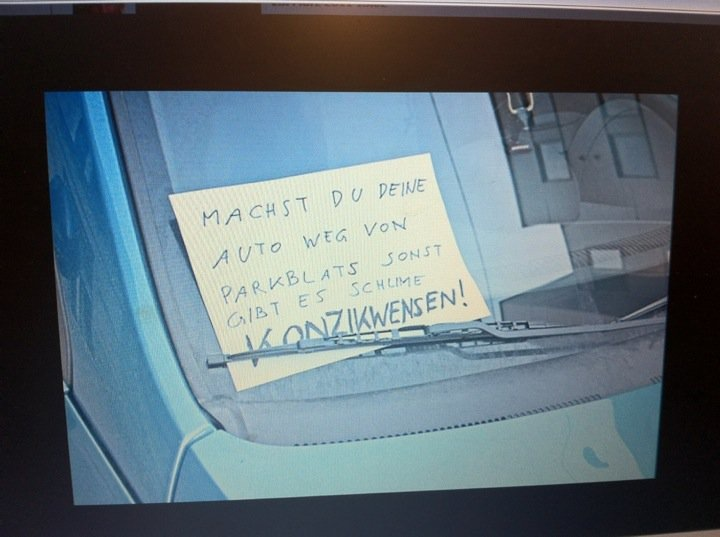 MACHST DU DEINE
AUTO WEG VON
PARKBLATS SONST
GIBT ES SCHLIME
KONZIKWENSEN!